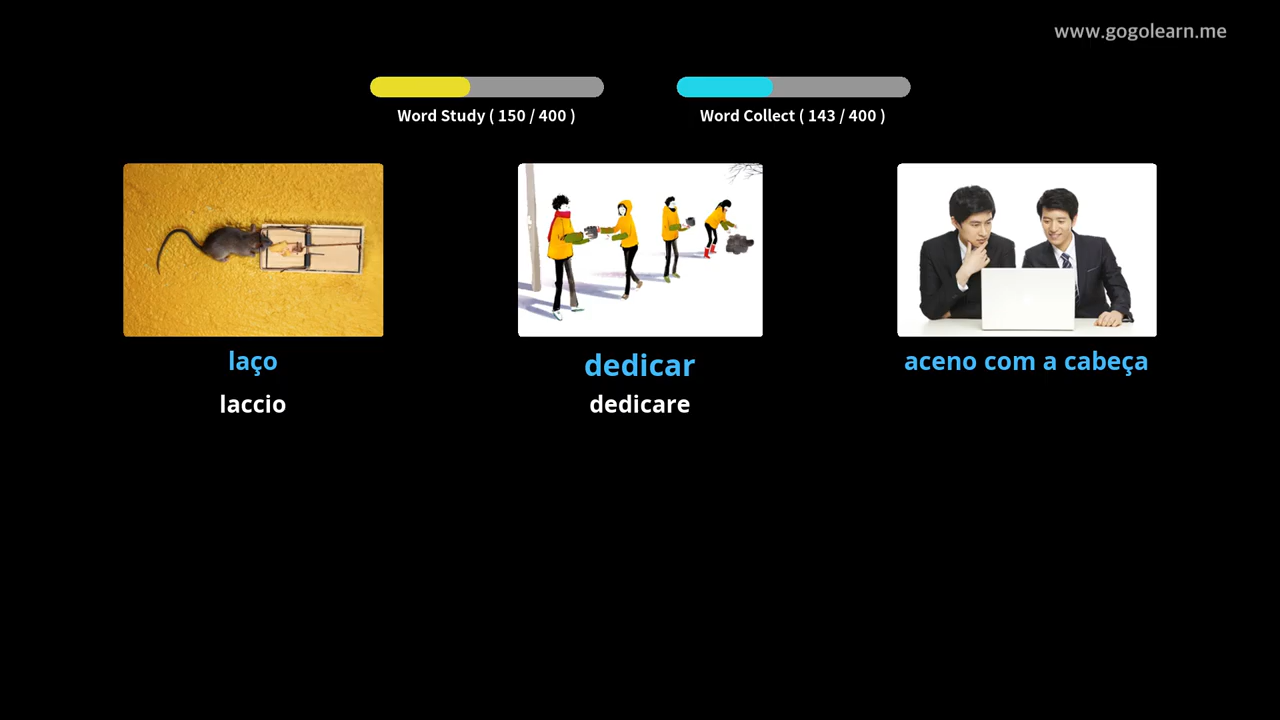 www.gogolearn.me
Word Study ( 150 / 400 )
Word Collect ( 143 / 400 )
laço
dedicar
aceno com a cabeça
laccio
dedicare